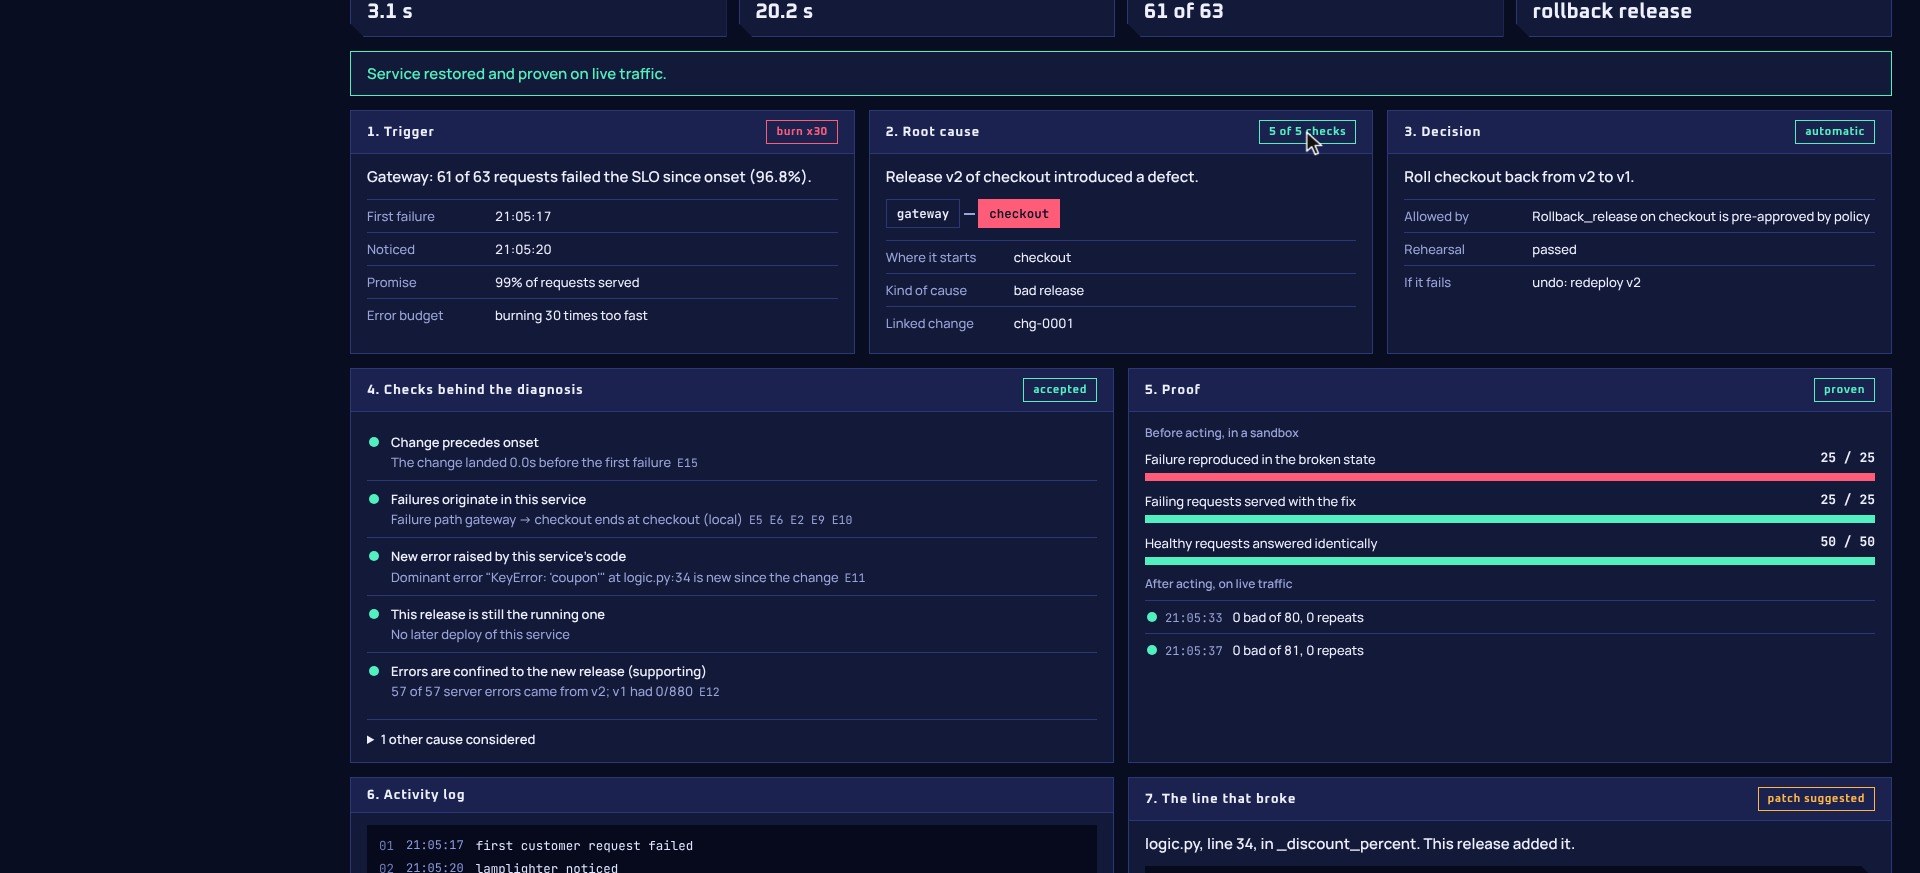 3.1 s
20.2 s
61 of 63
rollback release
Service restored and proven on live traffic.
1. Trigger
burn x30
Gateway: 61 of 63 requests failed the SLO since onset (96.8%).
First failure 21:05:17
Noticed 21:05:20
Promise 99% of requests served
Error budget burning 30 times too fast
2. Root cause
5 of 5 checks
Release v2 of checkout introduced a defect.
gateway — checkout
Where it starts checkout
Kind of cause bad release
Linked change chg-0001
3. Decision
automatic
Roll checkout back from v2 to v1.
Allowed by Rollback_release on checkout is pre-approved by policy
Rehearsal passed
If it fails undo: redeploy v2
4. Checks behind the diagnosis
accepted
Change precedes onset
The change landed 0.0s before the first failure E15
Failures originate in this service
Failure path gateway → checkout ends at checkout (local) E5 E6 E2 E9 E10
New error raised by this service's code
Dominant error "KeyError: 'coupon'" at logic.py:34 is new since the change E11
This release is still the running one
No later deploy of this service
Errors are confined to the new release (supporting)
57 of 57 server errors came from v2; v1 had 0/880 E12
▶ 1 other cause considered
5. Proof
proven
Before acting, in a sandbox
Failure reproduced in the broken state 25 / 25
Failing requests served with the fix 25 / 25
Healthy requests answered identically 50 / 50
After acting, on live traffic
21:05:33 0 bad of 80, 0 repeats
21:05:37 0 bad of 81, 0 repeats
6. Activity log
01 21:05:17 first customer request failed
02 21:05:20 lamplighter noticed
7. The line that broke
patch suggested
logic.py, line 34, in _discount_percent. This release added it.